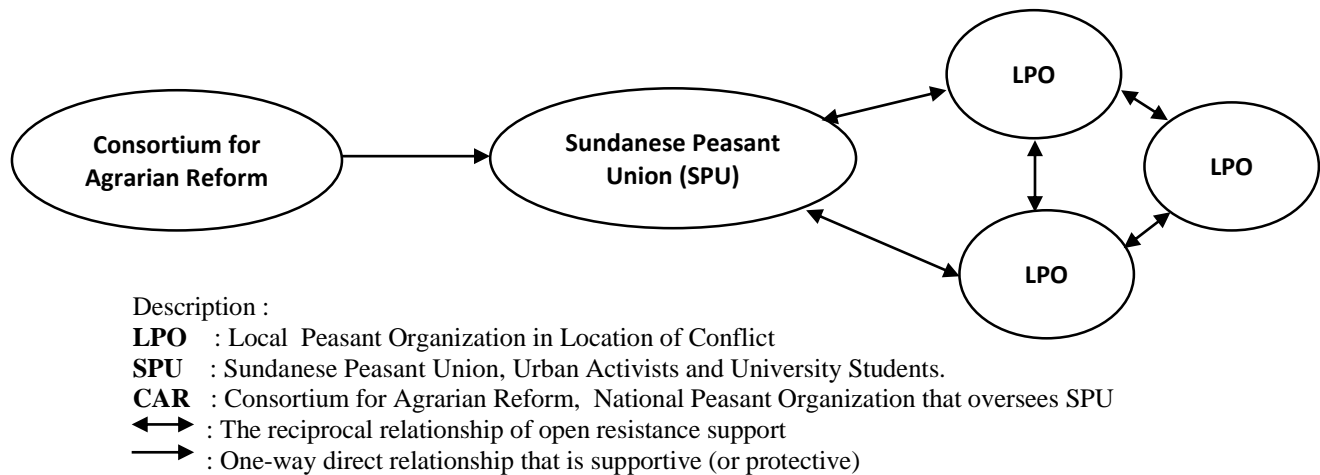 Consortium for
Agrarian Reform
Sundanese Peasant
Union (SPU)
LPO
LPO
LPO
Description :
LPO : Local Peasant Organization in Location of Conflict
SPU : Sundanese Peasant Union, Urban Activists and University Students.
CAR : Consortium for Agrarian Reform, National Peasant Organization that oversees SPU
: The reciprocal relationship of open resistance support
: One-way direct relationship that is supportive (or protective)